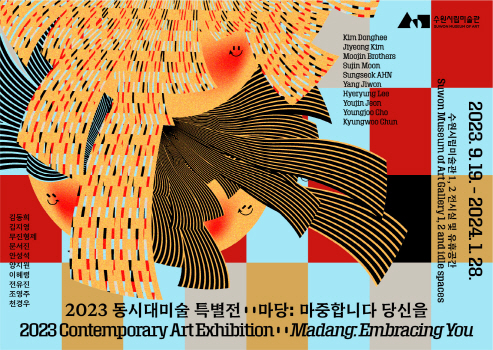 수원시립미술관
SUWON MUSEUM OF ART
Kim Donghee
Jiyeong Kim
Moojin Brothers
Sujin Moon
Sungseok AHN
Yang Jiwon
Hyeryung Lee
Youjin Jeon
Youngjoo Cho
Kyungwoo Chun
2023. 9.19. – 2024.1.28.
수원시립미술관 1, 2 전시실 및 유휴공간
Suwon Museum of Art Gallery 1, 2 and idle spaces
김동희
김지영
무진형제
문서진
안성석
양지원
이혜령
전유진
조영주
천경우
2023 동시대미술 특별전 마당: 마중합니다 당신을
2023 Contemporary Art Exhibition Madang: Embracing You